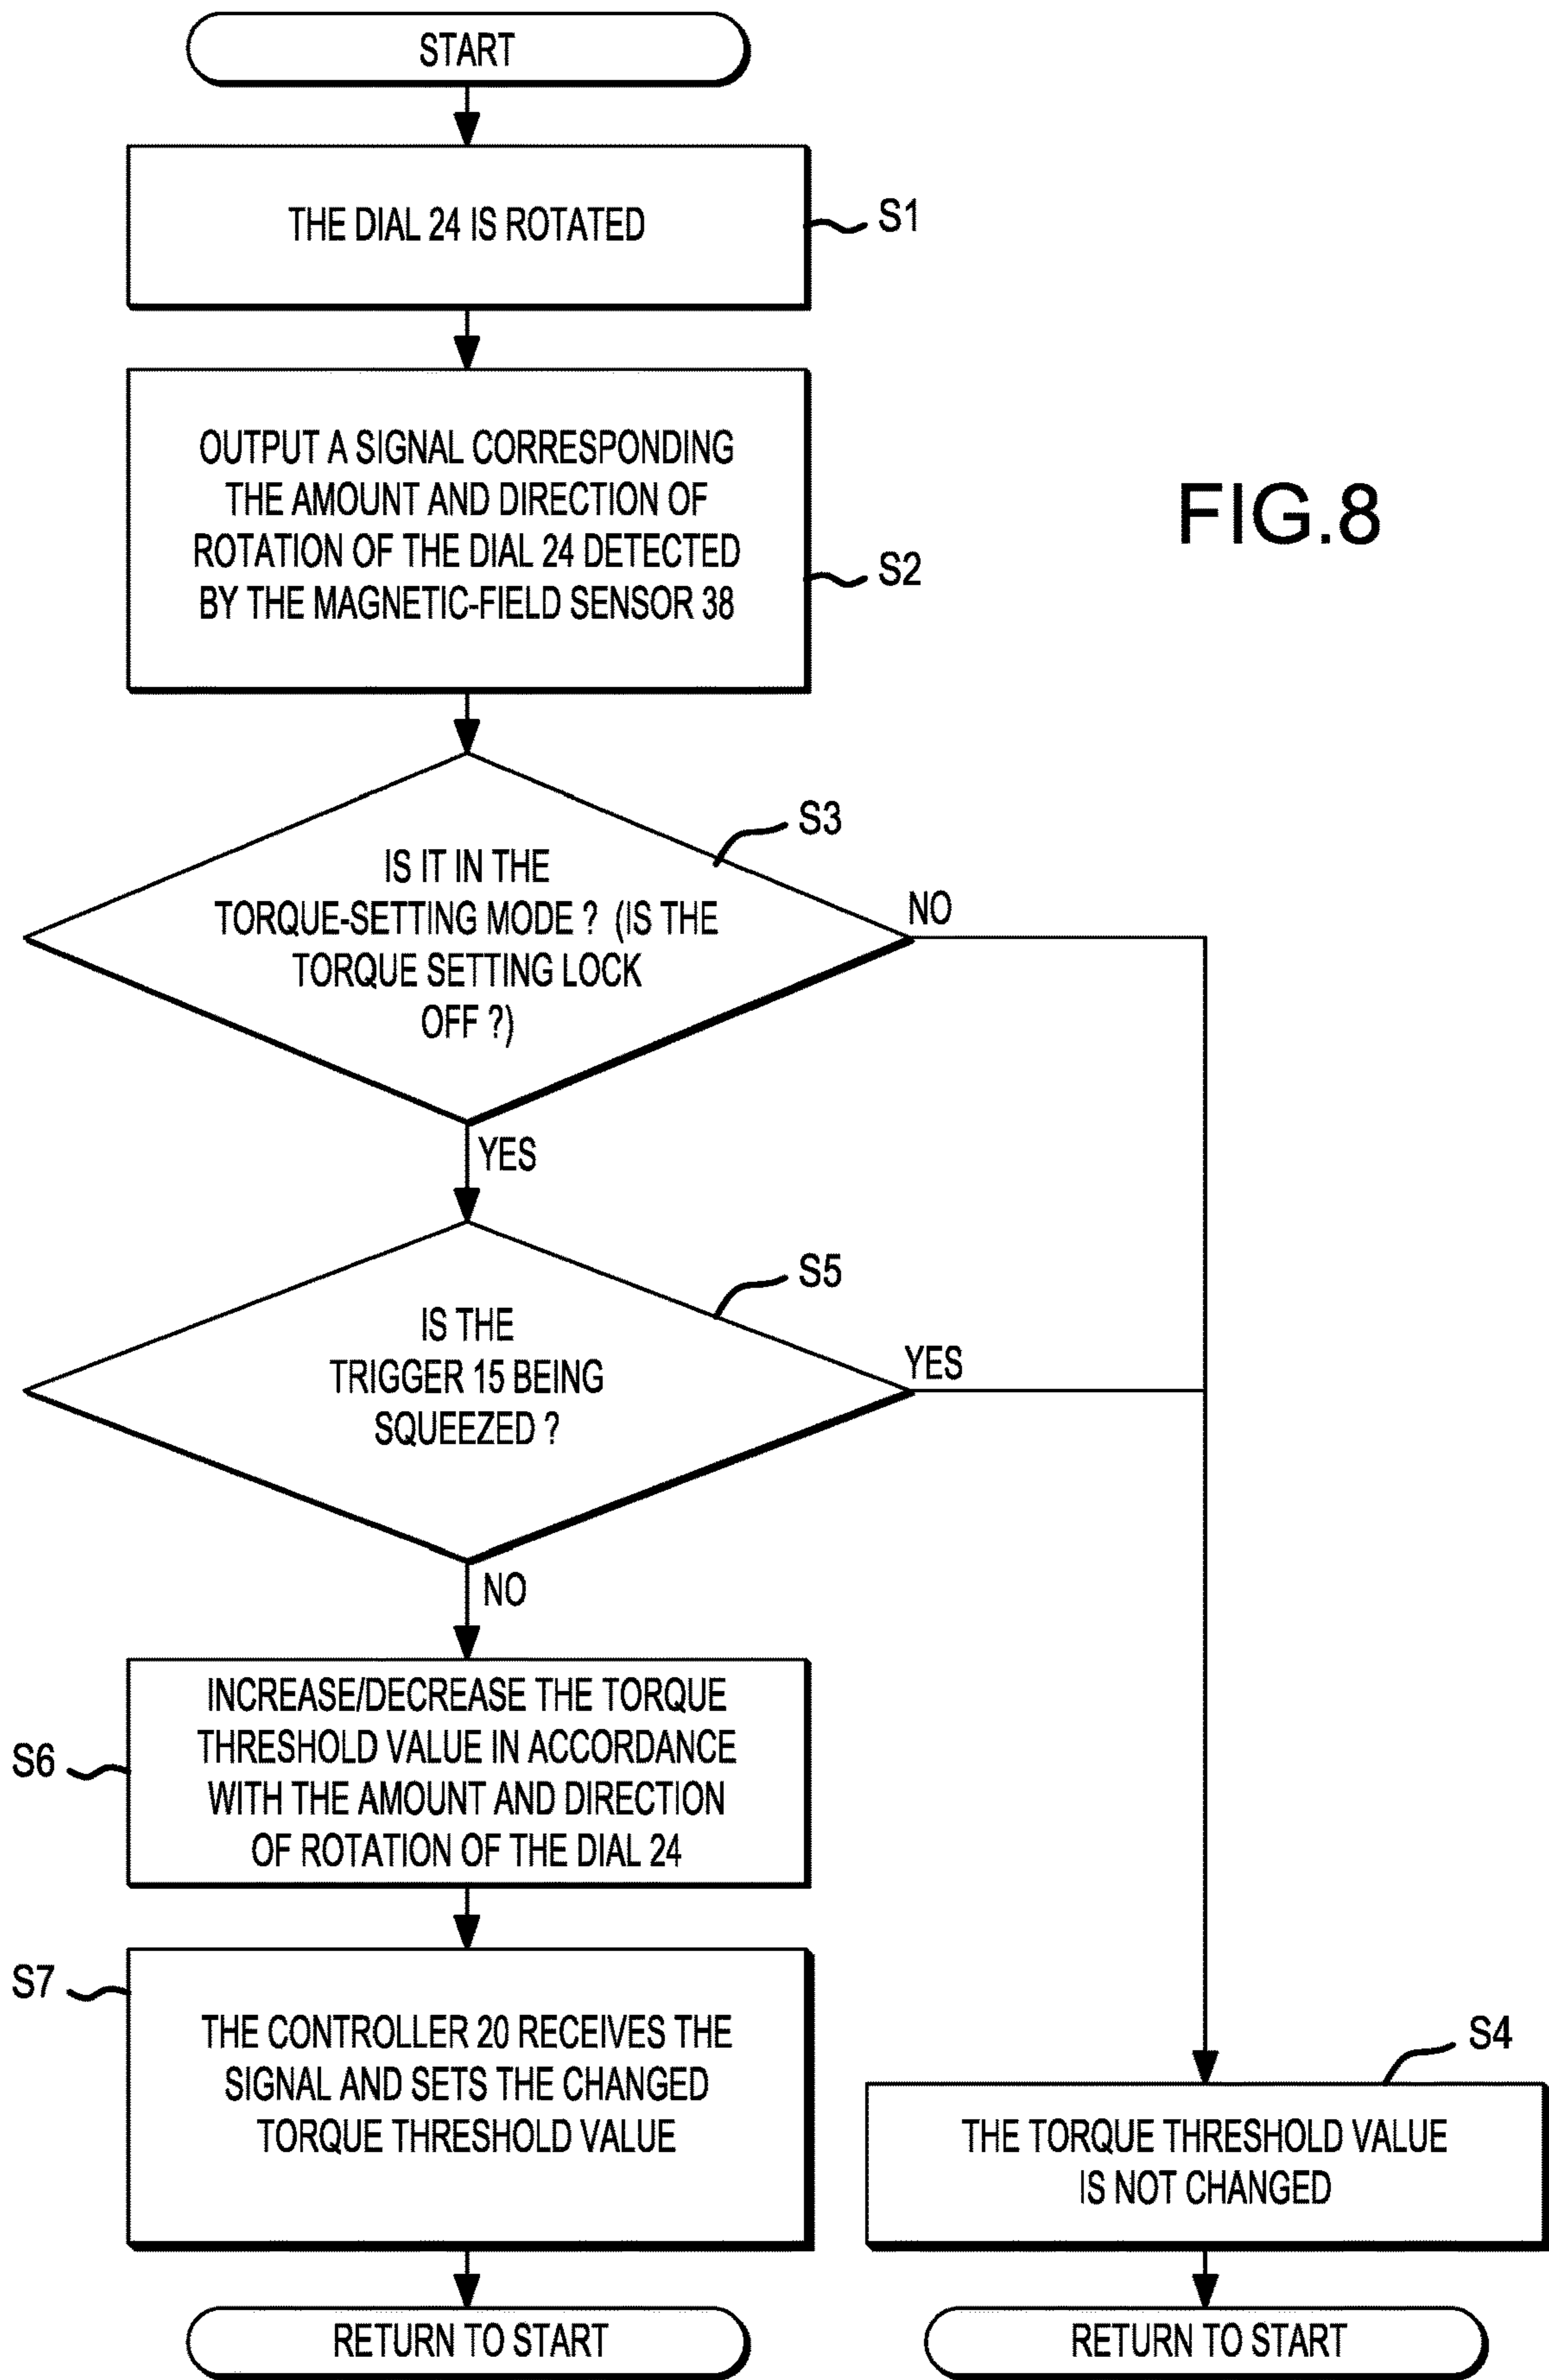 START
THE DIAL 24 IS ROTATED
S1
OUTPUT A SIGNAL CORRESPONDING
THE AMOUNT AND DIRECTION OF
ROTATION OF THE DIAL 24 DETECTED
BY THE MAGNETIC-FIELD SENSOR 38
S2
FIG.8
S3
IS IT IN THE
TORQUE-SETTING MODE ? (IS THE
TORQUE SETTING LOCK
OFF ?)
NO
YES
S5
IS THE
TRIGGER 15 BEING
SQUEEZED ?
YES
NO
S6
INCREASE/DECREASE THE TORQUE
THRESHOLD VALUE IN ACCORDANCE
WITH THE AMOUNT AND DIRECTION
OF ROTATION OF THE DIAL 24
S7
THE CONTROLLER 20 RECEIVES THE
SIGNAL AND SETS THE CHANGED
TORQUE THRESHOLD VALUE
S4
THE TORQUE THRESHOLD VALUE
IS NOT CHANGED
RETURN TO START
RETURN TO START